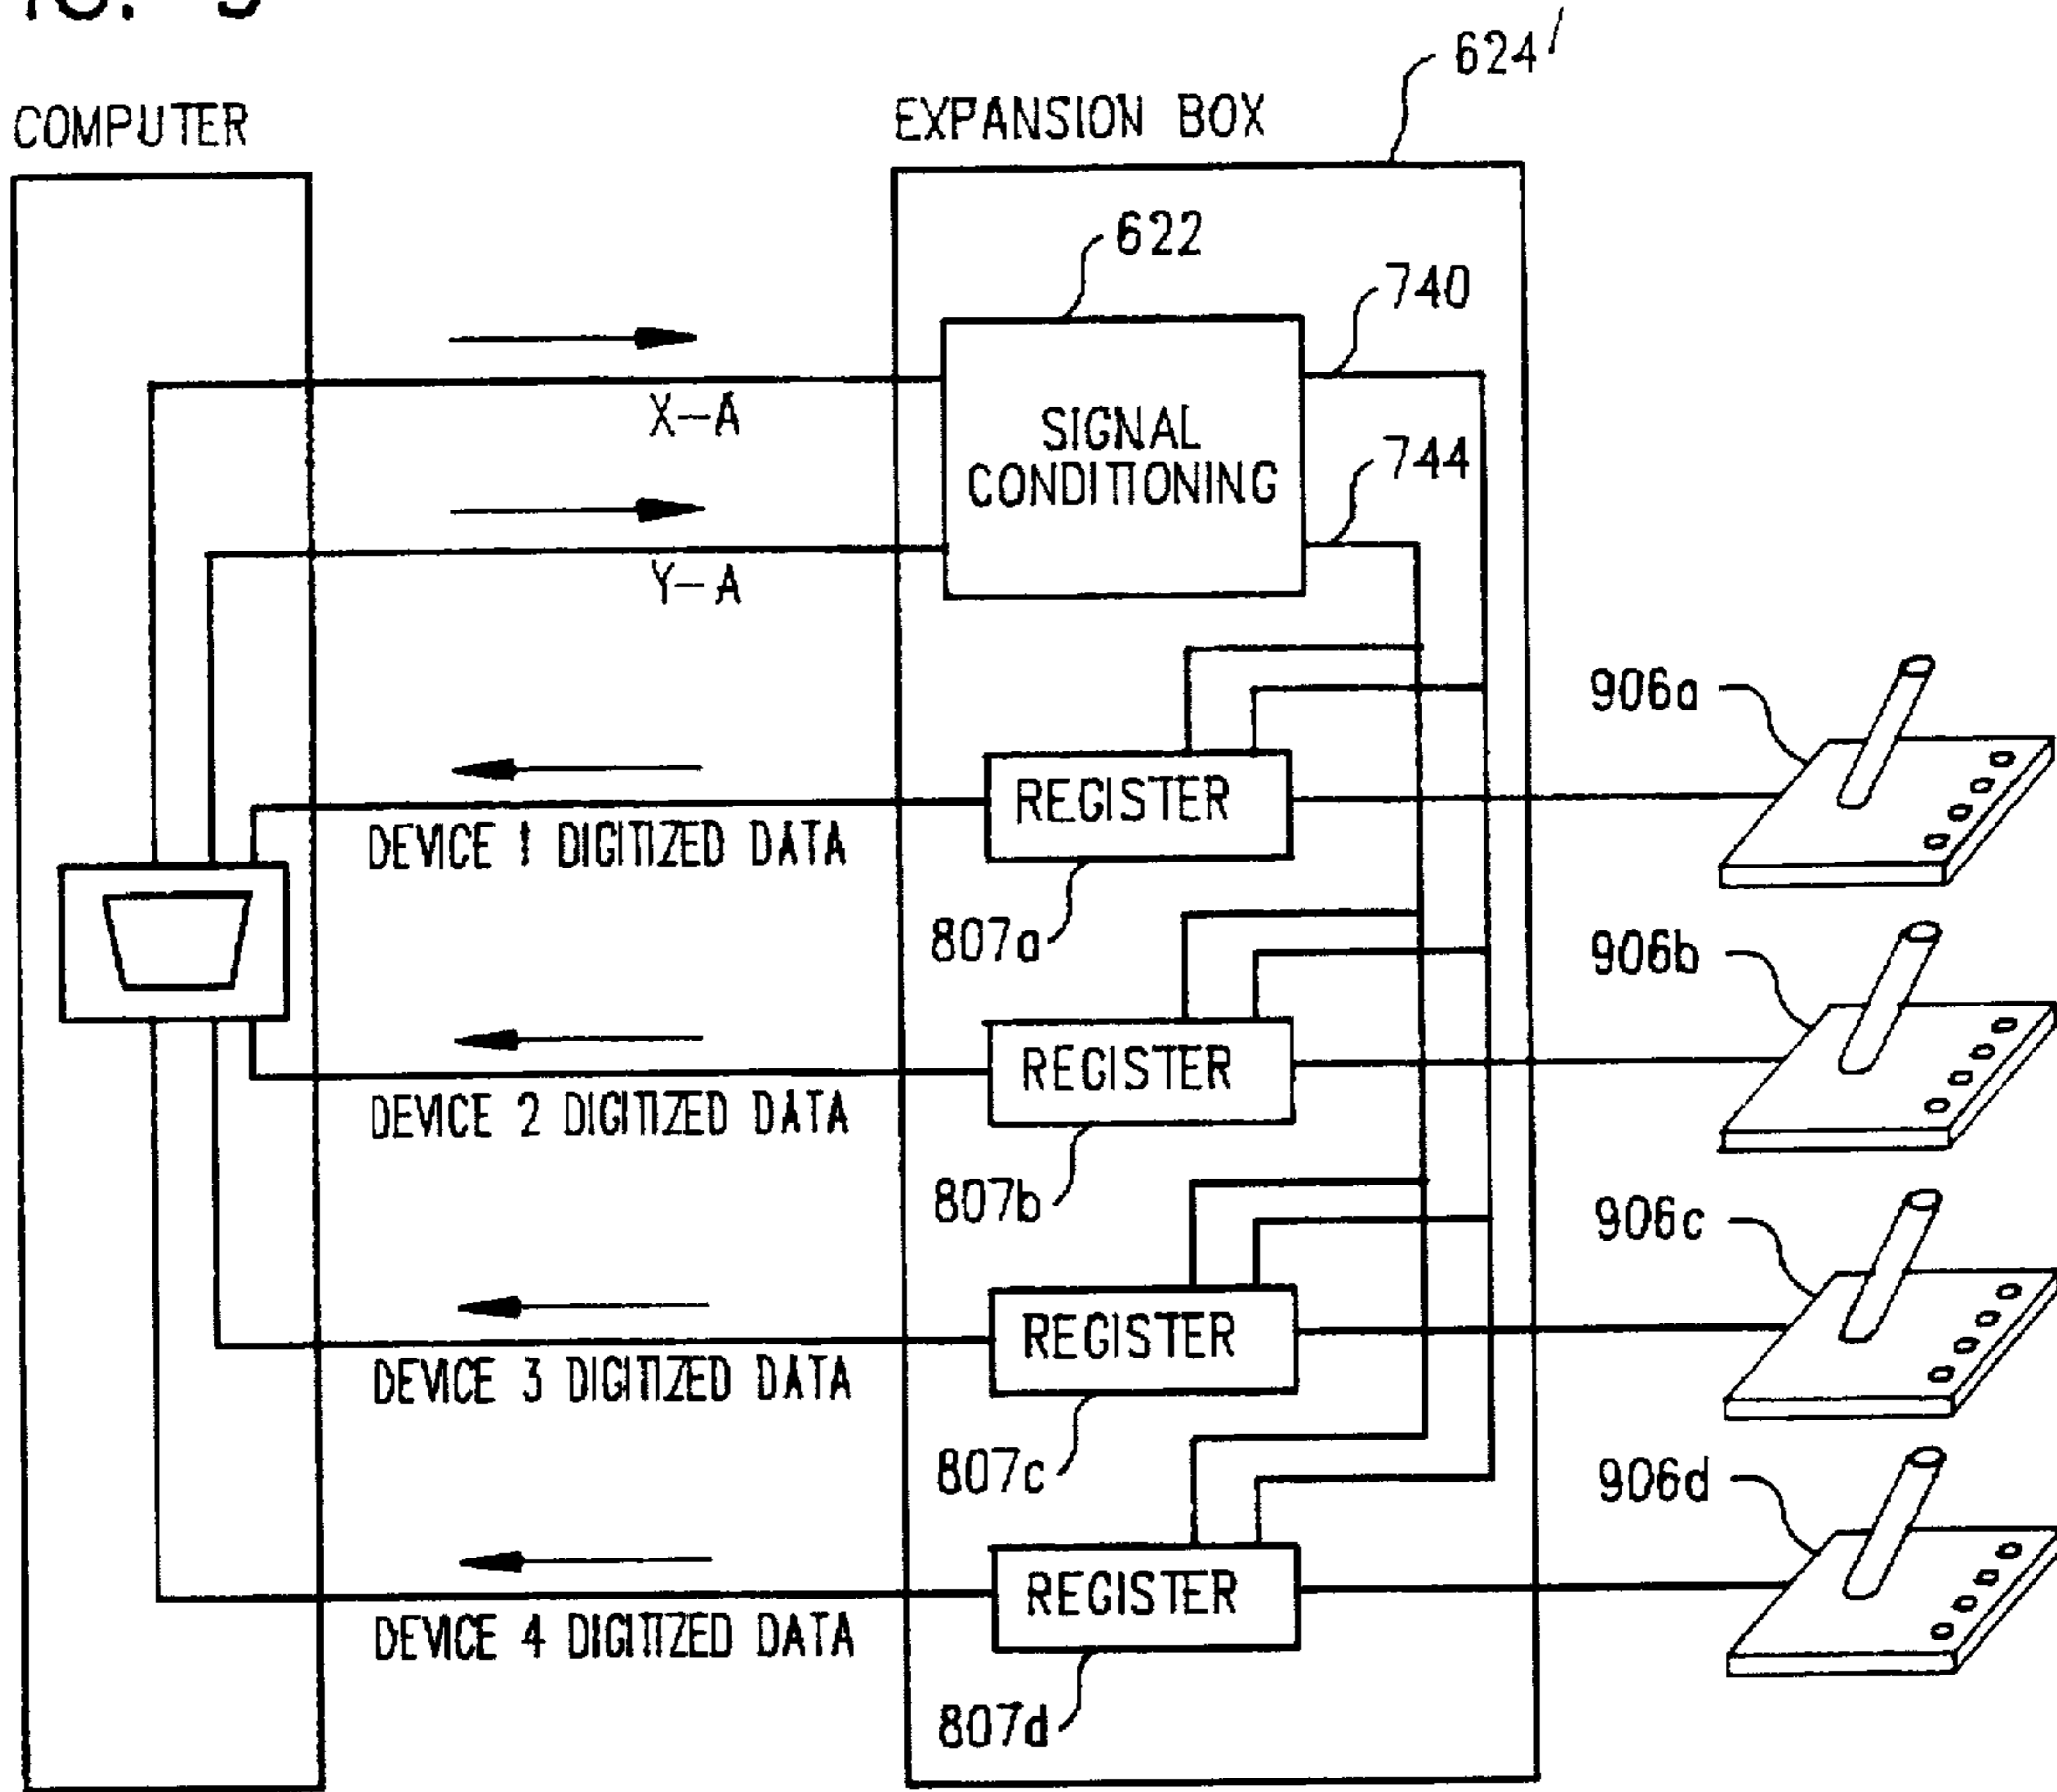 COMPUTER
EXPANSION BOX
624'
622
740
X-A
SIGNAL
CONDITIONING
744
Y-A
906a
REGISTER
DEVICE 1 DIGITIZED DATA
807a
906b
REGISTER
DEVICE 2 DIGITIZED DATA
807b
906c
REGISTER
DEVICE 3 DIGITIZED DATA
807c
906d
REGISTER
DEVICE 4 DIGITIZED DATA
807d